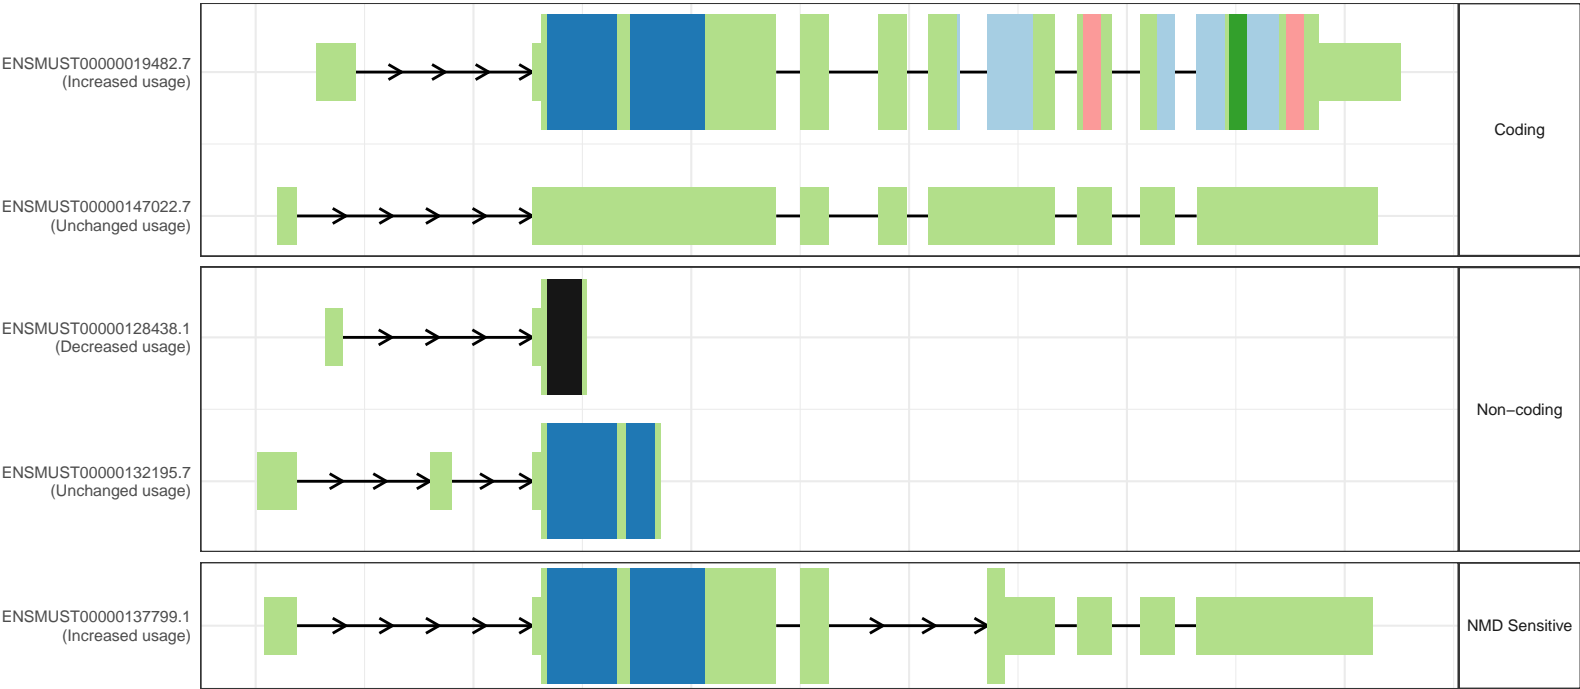 ENSMUST00000019482.7
(Increased usage)
Coding
ENSMUST00000147022.7
(Unchanged usage)
ENSMUST00000128438.1
(Decreased usage)
Non−coding
ENSMUST00000132195.7
(Unchanged usage)
ENSMUST00000137799.1
(Increased usage)
NMD Sensitive